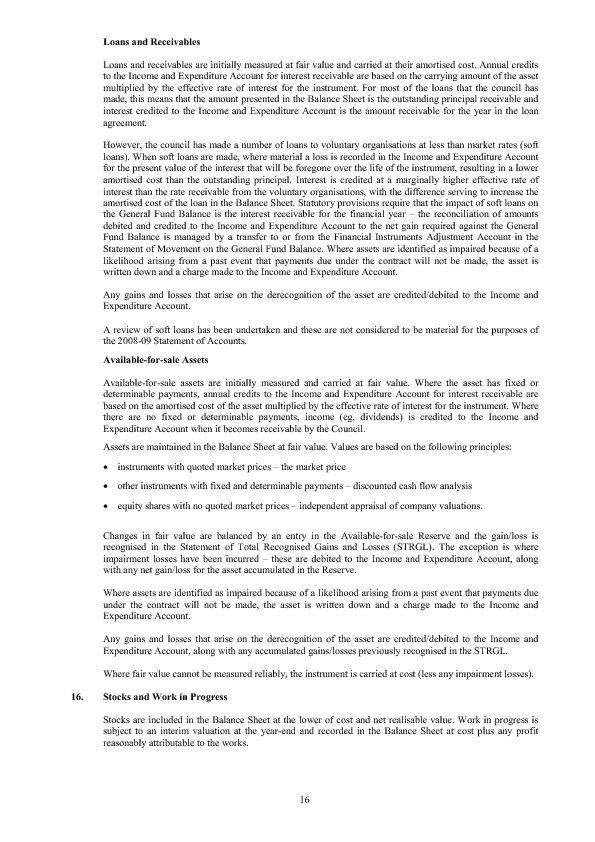 Loans and Receivables
Loans and receivables are initially measured at fair value and carried at their amortised cost. Annual credits
to the Income and Expenditure Account for interest receivable are based on the carrying amount of the asset
multiplied by the effective rate of interest for the instrument. For most of the loans that the council has
made, this means that the amount presented in the Balance Sheet is the outstanding principal receivable and
interest credited to the Income and Expenditure Account is the amount receivable for the year in the loan
agreement.
However, the council has made a number of loans to voluntary organisations at less than market rates (soft
loans). When soft loans are made, where material a loss is recorded in the Income and Expenditure Account
for the present value of the interest that will be foregone over the life of the instrument, resulting in a lower
amortised cost than the outstanding principal. Interest is credited at a marginally higher effective rate of
interest than the rate receivable from the voluntary organisations, with the difference serving to increase the
amortised cost of the loan in the Balance Sheet. Statutory provisions require that the impact of soft loans on
the General Fund Balance is the interest receivable for the financial year – the reconciliation of amounts
debited and credited to the Income and Expenditure Account to the net gain required against the General
Fund Balance is managed by a transfer to or from the Financial Instruments Adjustment Account in the
Statement of Movement on the General Fund Balance. Where assets are identified as impaired because of a
likelihood arising from a past event that payments due under the contract will not be made, the asset is
written down and a charge made to the Income and Expenditure Account.
Any gains and losses that arise on the derecognition of the asset are credited/debited to the Income and
Expenditure Account.
A review of soft loans has been undertaken and these are not considered to be material for the purposes of
the 2008-09 Statement of Accounts.
Available-for-sale Assets
Available-for-sale assets are initially measured and carried at fair value. Where the asset has fixed or
determinable payments, annual credits to the Income and Expenditure Account for interest receivable are
based on the amortised cost of the asset multiplied by the effective rate of interest for the instrument. Where
there are no fixed or determinable payments, income (eg, dividends) is credited to the Income and
Expenditure Account when it becomes receivable by the Council.
Assets are maintained in the Balance Sheet at fair value. Values are based on the following principles:
• instruments with quoted market prices – the market price
• other instruments with fixed and determinable payments – discounted cash flow analysis
• equity shares with no quoted market prices – independent appraisal of company valuations.
Changes in fair value are balanced by an entry in the Available-for-sale Reserve and the gain/loss is
recognised in the Statement of Total Recognised Gains and Losses (STRGL). The exception is where
impairment losses have been incurred – these are debited to the Income and Expenditure Account, along
with any net gain/loss for the asset accumulated in the Reserve.
Where assets are identified as impaired because of a likelihood arising from a past event that payments due
under the contract will not be made, the asset is written down and a charge made to the Income and
Expenditure Account.
Any gains and losses that arise on the derecognition of the asset are credited/debited to the Income and
Expenditure Account, along with any accumulated gains/losses previously recognised in the STRGL.
Where fair value cannot be measured reliably, the instrument is carried at cost (less any impairment losses).
16. Stocks and Work in Progress
Stocks are included in the Balance Sheet at the lower of cost and net realisable value. Work in progress is
subject to an interim valuation at the year-end and recorded in the Balance Sheet at cost plus any profit
reasonably attributable to the works.
16